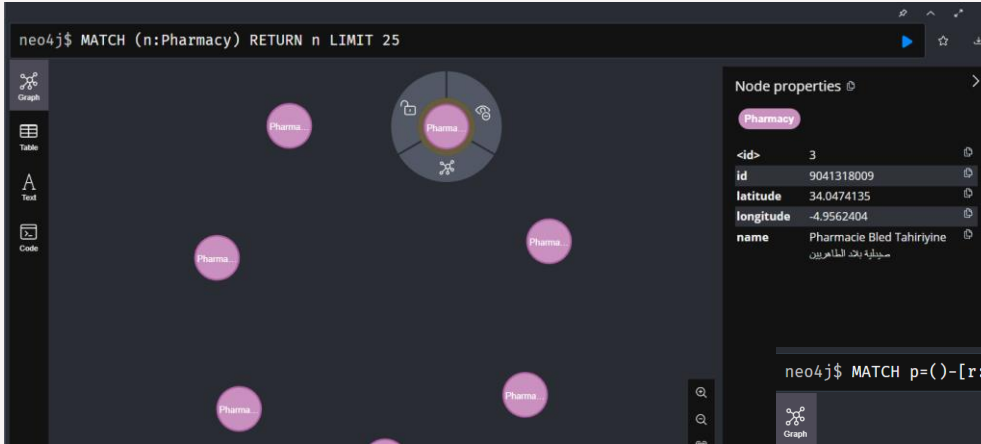 neo4j$ MATCH (n:Pharmacy) RETURN n LIMIT 25
Graph
Table
Text
Code
Pharma...
Pharma...
Pharma...
Pharma...
Pharma...
Pharma...
Node properties
Pharmacy
<id> 3
id 9041318009
latitude 34.0474135
longitude -4.9562404
name Pharmacie Bled Tahiriyine
صيدلية بلاد الطاهريين
neo4j$ MATCH p=()-[r:
Graph